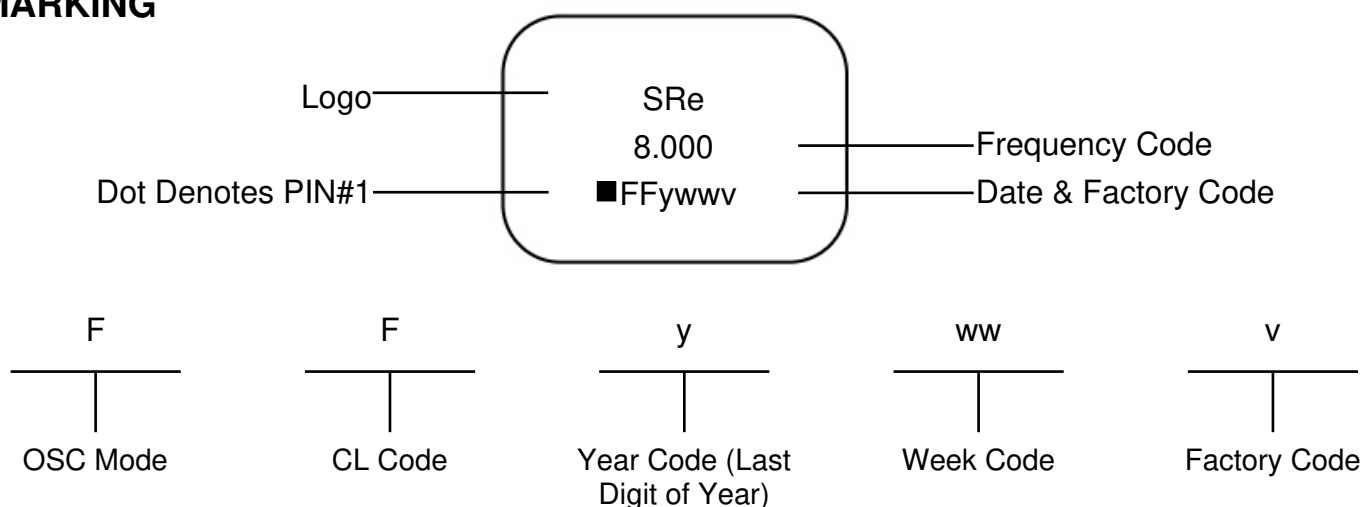 MARKING
Logo
SRe
8.000
Frequency Code
Dot Denotes PIN#1
■FFywwv
Date & Factory Code
F F y ww v
OSC Mode CL Code Year Code (Last Digit of Year) Week Code Factory Code